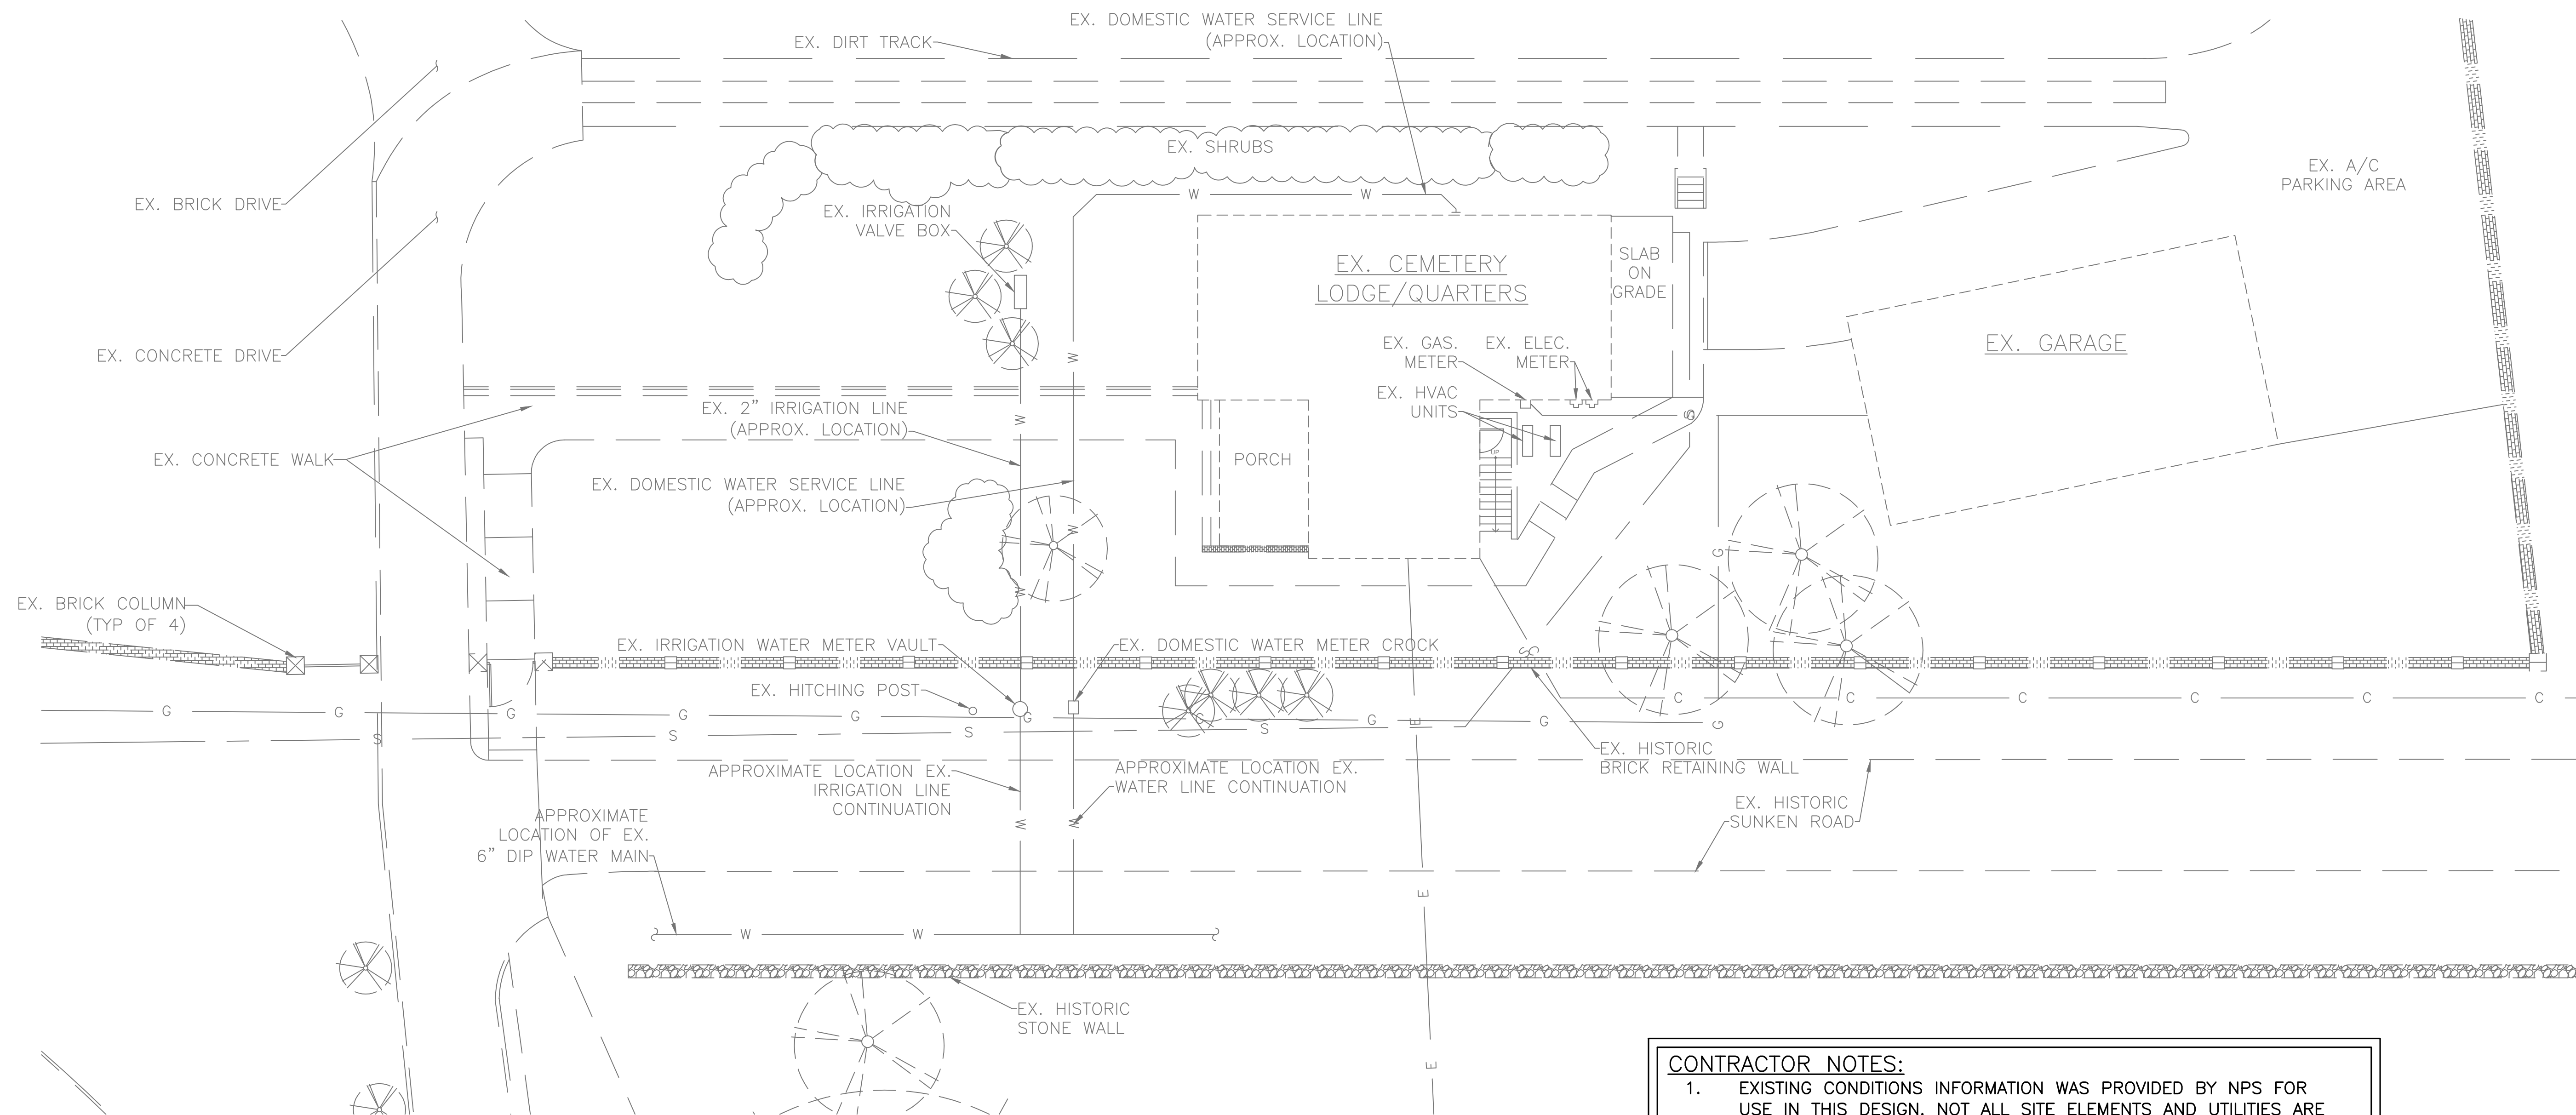 EX. DOMESTIC WATER SERVICE LINE
(APPROX. LOCATION)
EX. DIRT TRACK
EX. SHRUBS
EX. A/C
PARKING AREA
EX. BRICK DRIVE
EX. IRRIGATION
VALVE BOX
W W
EX. CEMETERY
LODGE/QUARTERS
SLAB
ON
GRADE
EX. GARAGE
EX. CONCRETE DRIVE
EX. GAS.
METER
EX. ELEC.
METER
EX. HVAC
UNITS
W
W
G
EX. 2" IRRIGATION LINE
(APPROX. LOCATION)
UP
EX. CONCRETE WALK
PORCH
EX. DOMESTIC WATER SERVICE LINE
(APPROX. LOCATION)
W
W
G
EX. BRICK COLUMN
(TYP OF 4)
EX. IRRIGATION WATER METER VAULT
EX. DOMESTIC WATER METER CROCK
S C
EX. HITCHING POST
C C C C C C
G G G G G G G G G G
S S S S
E
EX. HISTORIC
BRICK RETAINING WALL
APPROXIMATE LOCATION EX.
IRRIGATION LINE
CONTINUATION
APPROXIMATE LOCATION EX.
WATER LINE CONTINUATION
EX. HISTORIC
SUNKEN ROAD
APPROXIMATE
LOCATION OF EX.
6" DIP WATER MAIN
W W
E
W W
EX. HISTORIC
STONE WALL
E
CONTRACTOR NOTES:
1. EXISTING CONDITIONS INFORMATION WAS PROVIDED BY NPS FOR
USE IN THIS DESIGN. NOT ALL SITE ELEMENTS AND UTILITIES ARE